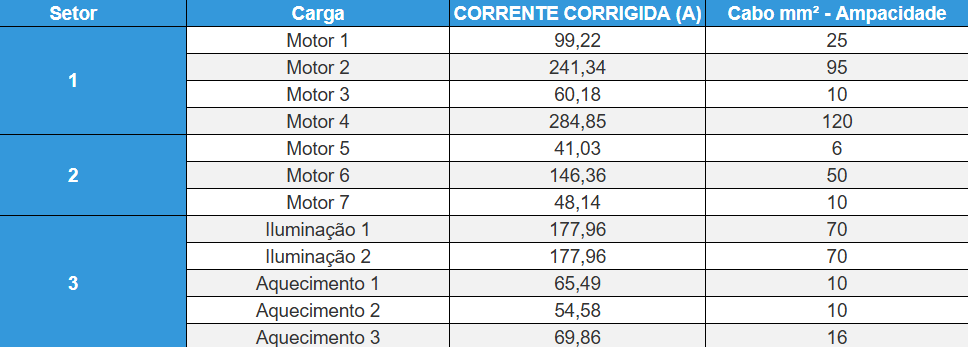 Setor Carga CORRENTE CORRIGIDA (A) Cabo mm² - Ampacidade
1 Motor 1 99,22 25
Motor 2 241,34 95
Motor 3 60,18 10
Motor 4 284,85 120
2 Motor 5 41,03 6
Motor 6 146,36 50
Motor 7 48,14 10
3 Iluminação 1 177,96 70
Iluminação 2 177,96 70
Aquecimento 1 65,49 10
Aquecimento 2 54,58 10
Aquecimento 3 69,86 16